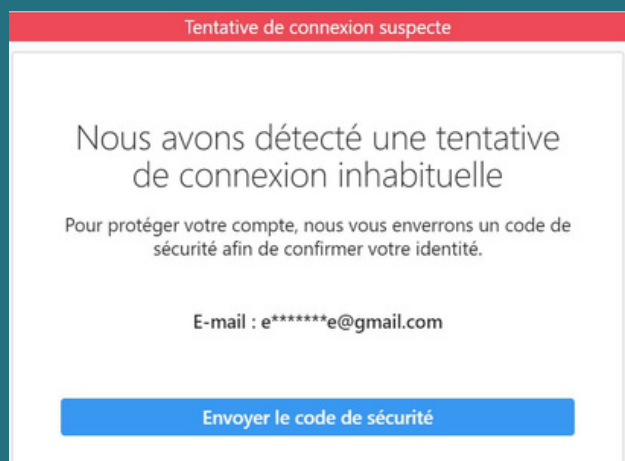 Tentative de connexion suspecte
Nous avons détecté une tentative
de connexion inhabituelle
Pour protéger votre compte, nous vous enverrons un code de
sécurité afin de confirmer votre identité.
E-mail : e*******e@gmail.com
Envoyer le code de sécurité